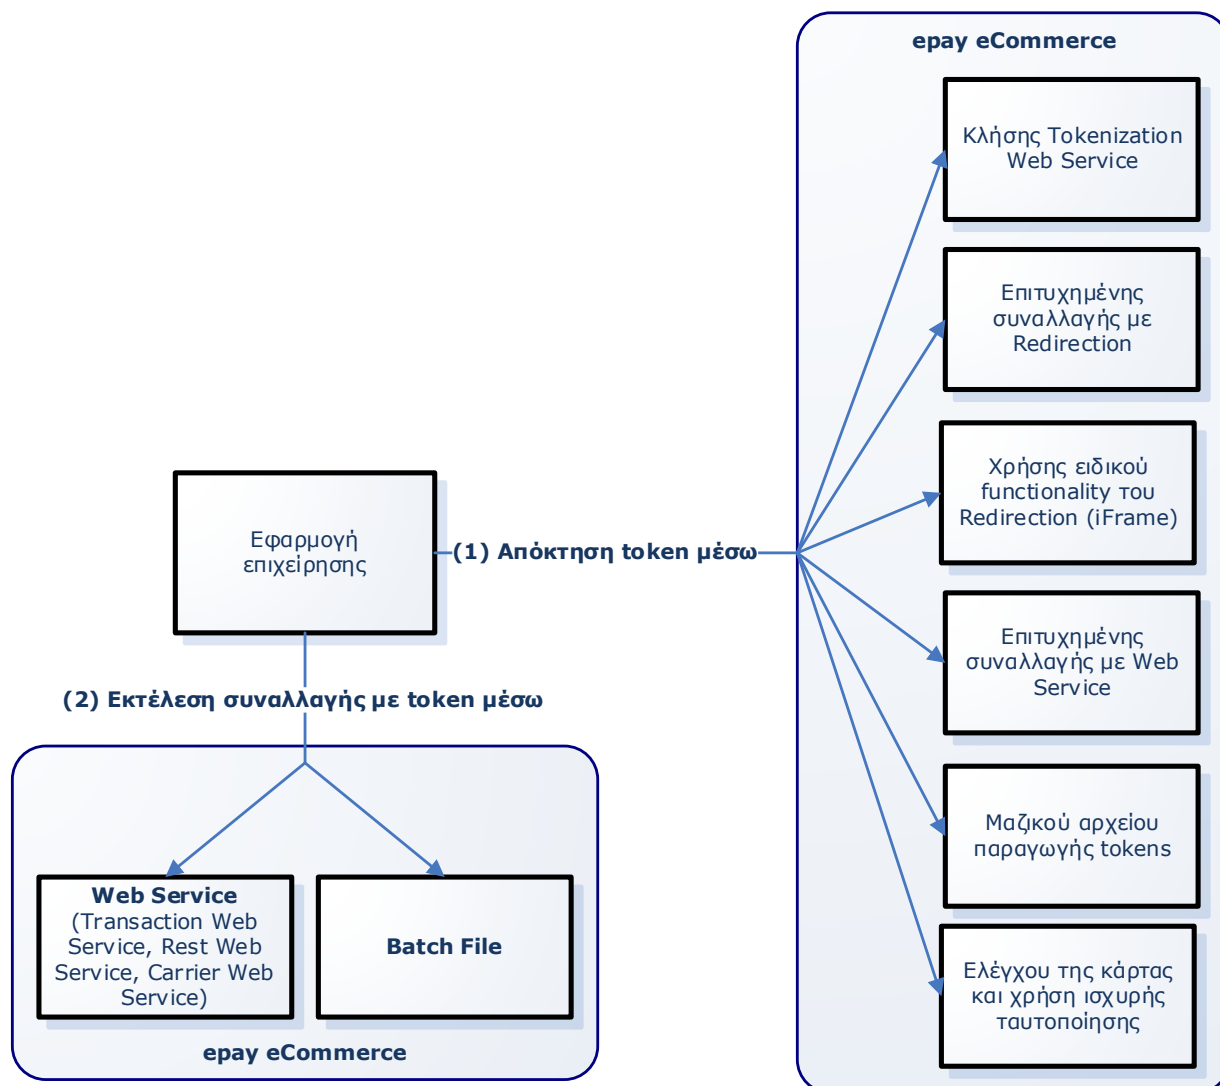 epay eCommerce
Κλήσης Tokenization
Web Service
Επιτυχημένης
συναλλαγής με
Redirection
Χρήσης ειδικού
functionality του
Redirection (iFrame)
Εφαρμογή
επιχείρησης
(1) Απόκτηση token μέσω
Επιτυχημένης
συναλλαγής με Web
Service
(2) Εκτέλεση συναλλαγής με token μέσω
Μαζικού αρχείου
παραγωγής tokens
Web Service
(Transaction Web
Service, Rest Web
Service, Carrier Web
Service)
Batch File
Ελέγχου της κάρτας
και χρήση ισχυρής
ταυτοποίησης
epay eCommerce